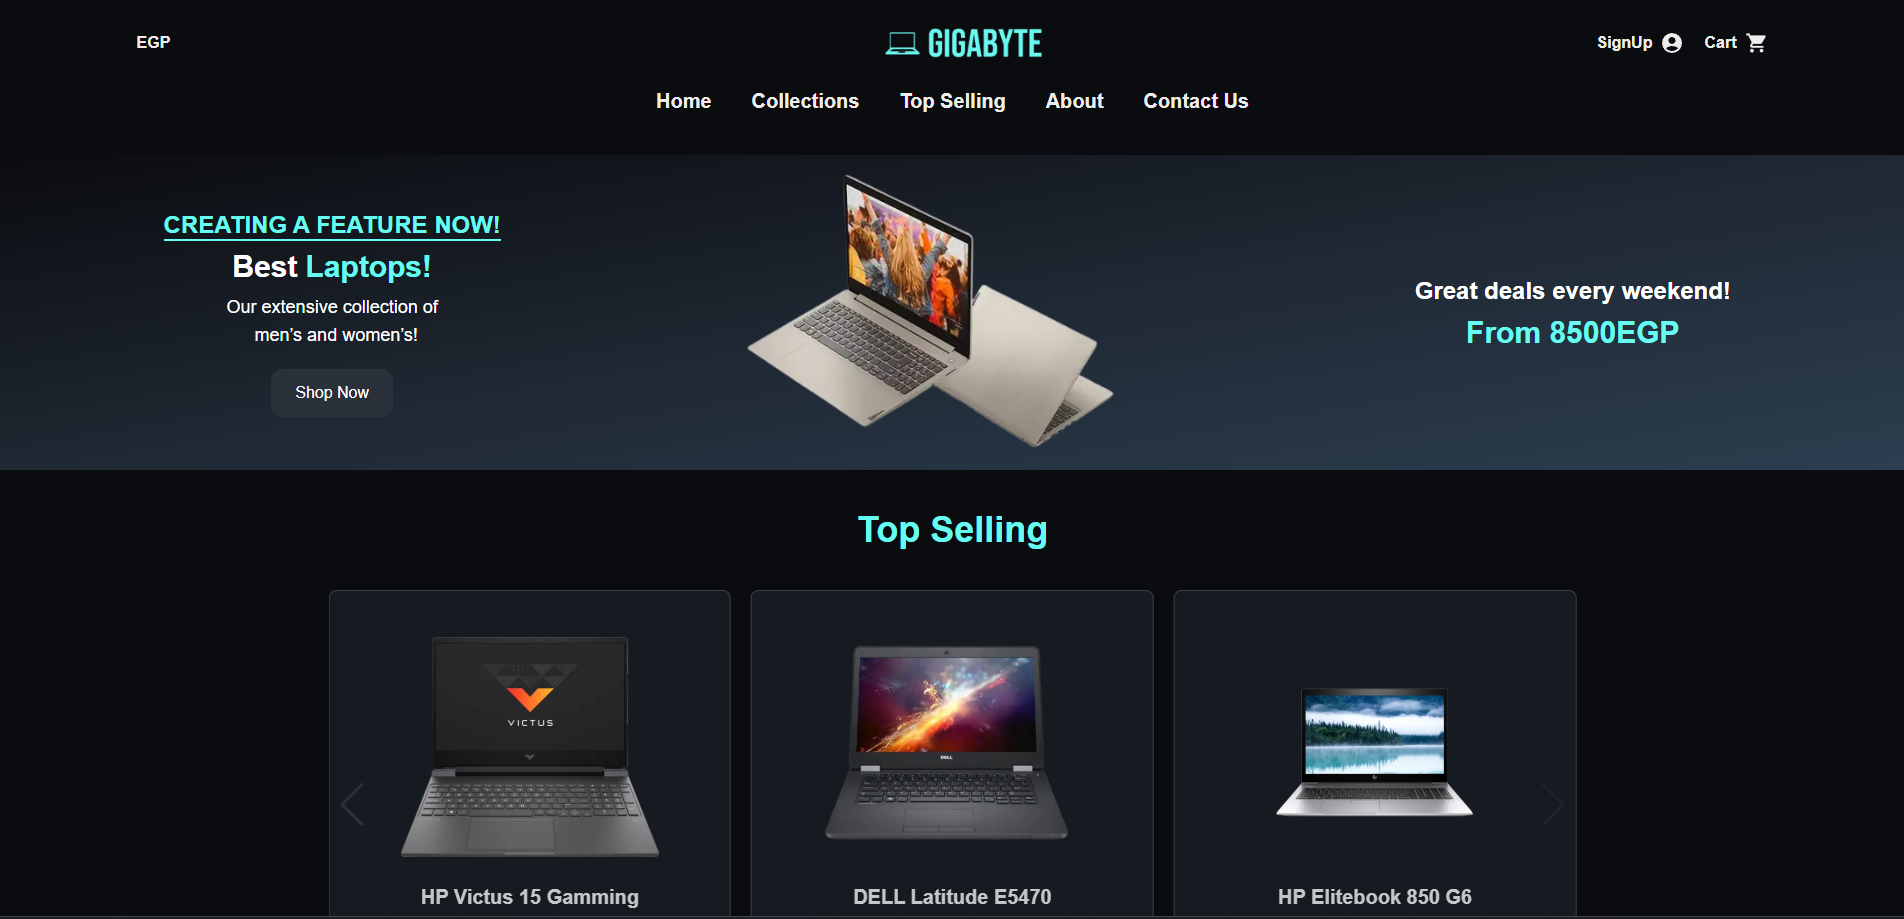 EGP
GIGABYTE
SignUp
Cart
Home
Collections
Top Selling
About
Contact Us
CREATING A FEATURE NOW!
Best Laptops!
Our extensive collection of
men’s and women’s!
Shop Now
Great deals every weekend!
From 8500EGP
Top Selling
VICTUS
DELL
HP Victus 15 Gamming
DELL Latitude E5470
HP Elitebook 850 G6